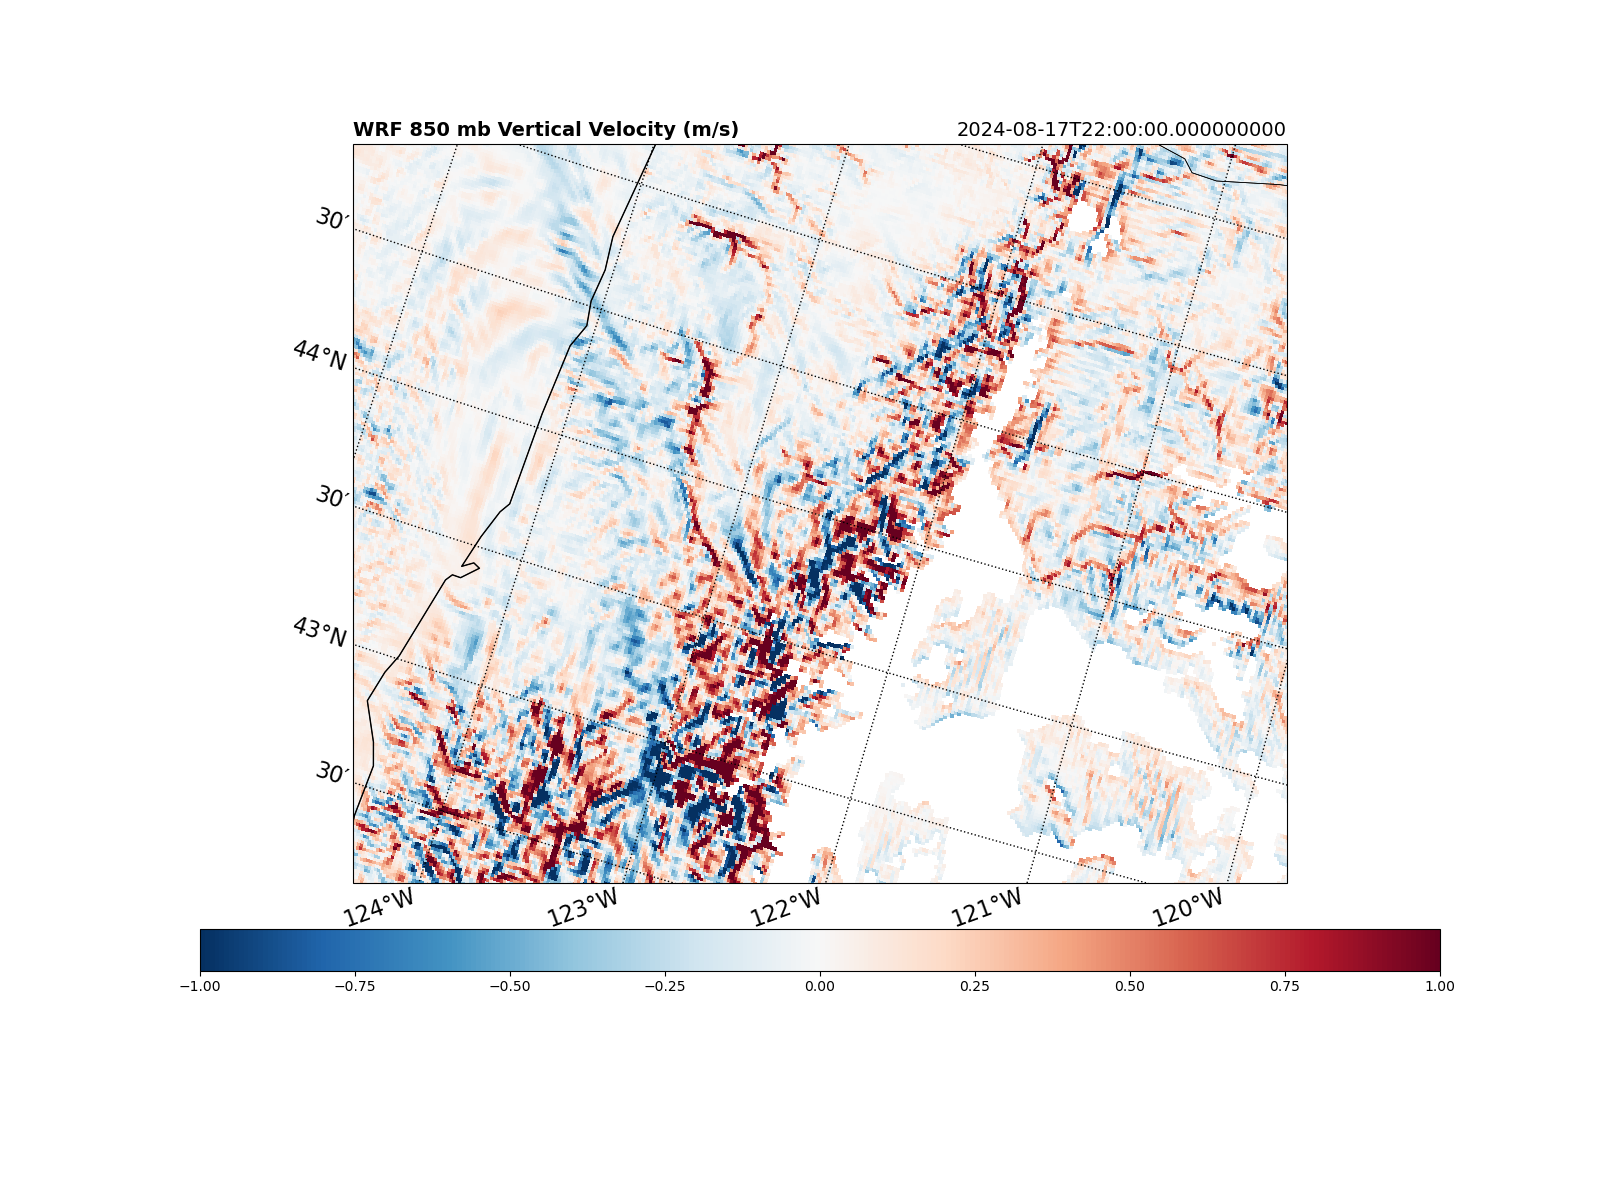 WRF 850 mb Vertical Velocity (m/s)
2024-08-17T22:00:00.000000000
30′
44°N
30′
43°N
30′
124°W
123°W
122°W
121°W
120°W
−1.00
−0.75
−0.50
−0.25
0.00
0.25
0.50
0.75
1.00